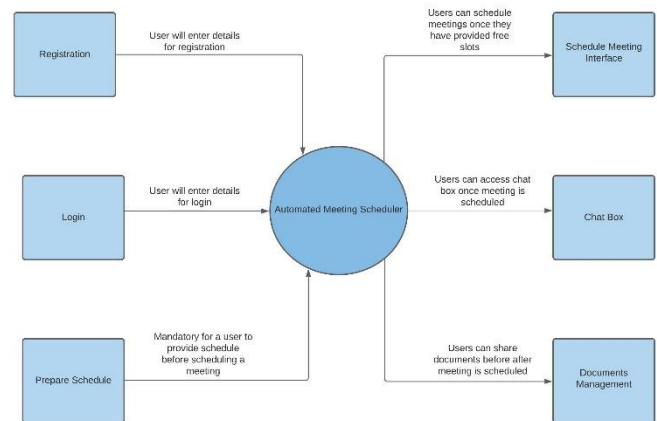 Registration
User will enter details
for registration
Users can schedule
meetings once they
have provided free
slots
Schedule Meeting
Interface
Login
User will enter details
for login
Automated Meeting Scheduler
Users can access chat
box once meeting is
scheduled
Chat Box
Prepare Schedule
Mandatory for a user to
provide schedule
before scheduling a
meeting
Users can share
documents before after
meeting is scheduled
Documents
Management